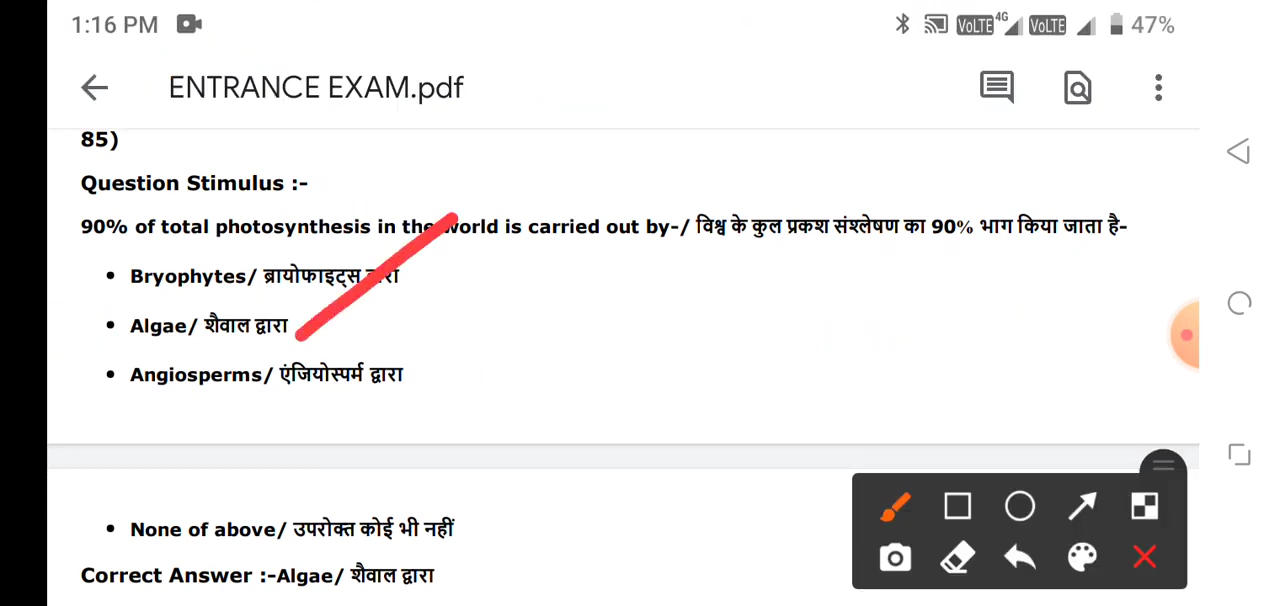 1:16 PM VoLTE 4G VoLTE 47%
ENTRANCE EXAM.pdf
85)
Question Stimulus :-
90% of total photosynthesis in the world is carried out by-/ विश्व के कुल प्रकश संश्लेषण का 90% भाग किया जाता है-
• Bryophytes/ ब्रायोफाइट्स द्वारा
• Algae/ शैवाल द्वारा
• Angiosperms/ एंजियोस्पर्म द्वारा
• None of above/ उपरोक्त कोई भी नहीं
Correct Answer :-Algae/ शैवाल द्वारा